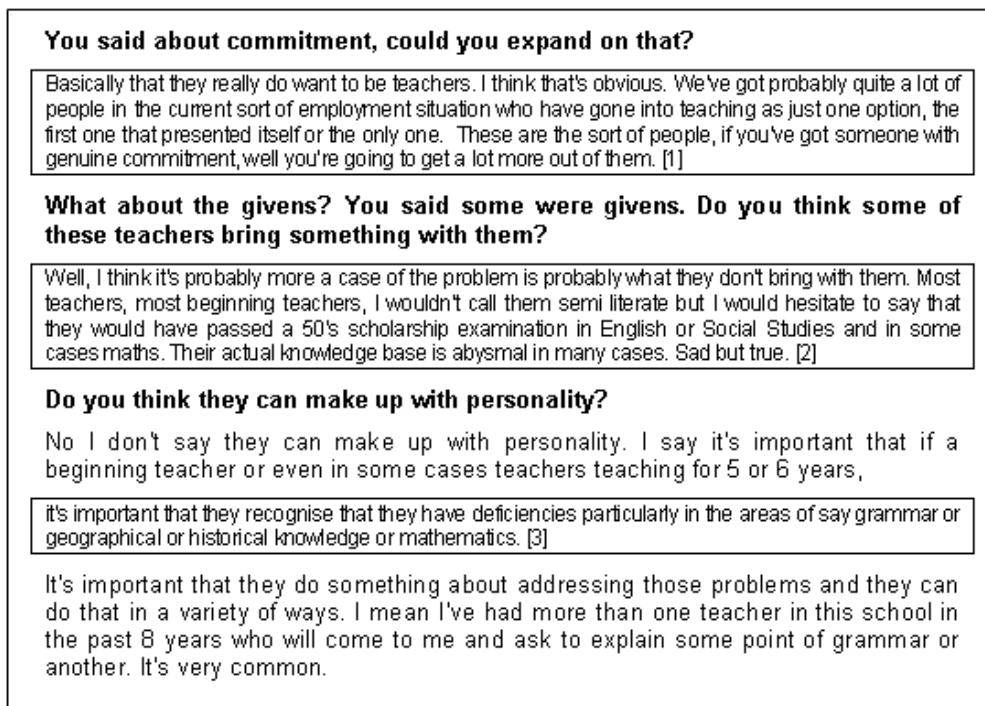 You said about commitment, could you expand on that?
Basically that they really do want to be teachers. I think that's obvious. We've got probably quite a lot of
people in the current sort of employment situation who have gone into teaching as just one option, the
first one that presented itself or the only one. These are the sort of people, if you've got someone with
genuine commitment, well you're going to get a lot more out of them. [1]
What about the givens? You said some were givens. Do you think some of
these teachers bring something with them?
Well, I think it's probably more a case of the problem is probably what they don't bring with them. Most
teachers, most beginning teachers, I wouldn't call them semi literate but I would hesitate to say that
they would have passed a 50's scholarship examination in English or Social Studies and in some
cases maths. Their actual knowledge base is abysmal in many cases. Sad but true. [2]
Do you think they can make up with personality?
No I don't say they can make up with personality. I say it's important that if a
beginning teacher or even in some cases teachers teaching for 5 or 6 years,
it's important that they recognise that they have deficiencies particularly in the areas of say grammar or
geographical or historical knowledge or mathematics. [3]
It's important that they do something about addressing those problems and they can
do that in a variety of ways. I mean I've had more than one teacher in this school in
the past 8 years who will come to me and ask to explain some point of grammar or
another. It's very common.